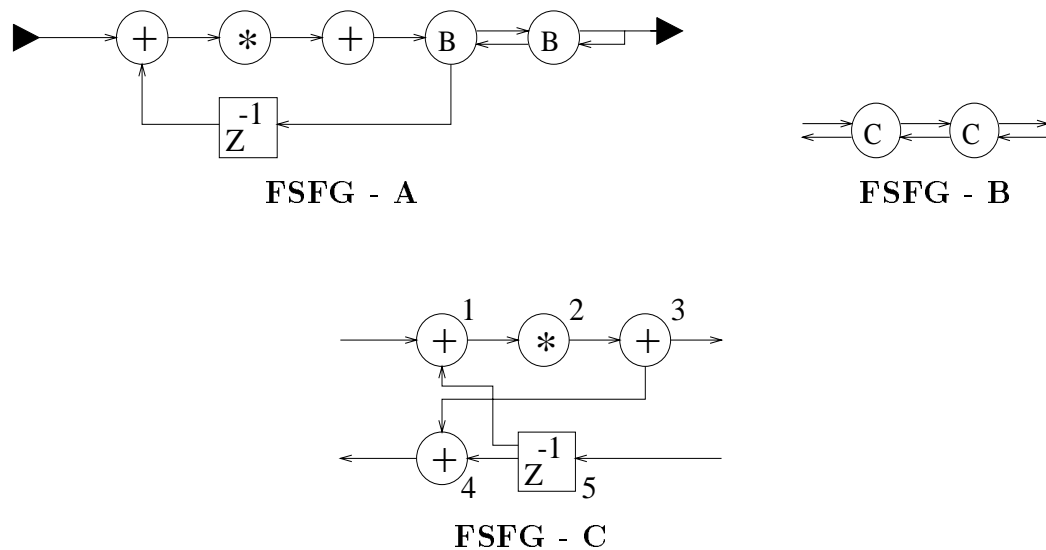 + * + B B
Z-1
FSFG - A
C C
FSFG - B
1 2 3
+ * +
+ Z-1
4 5
FSFG - C